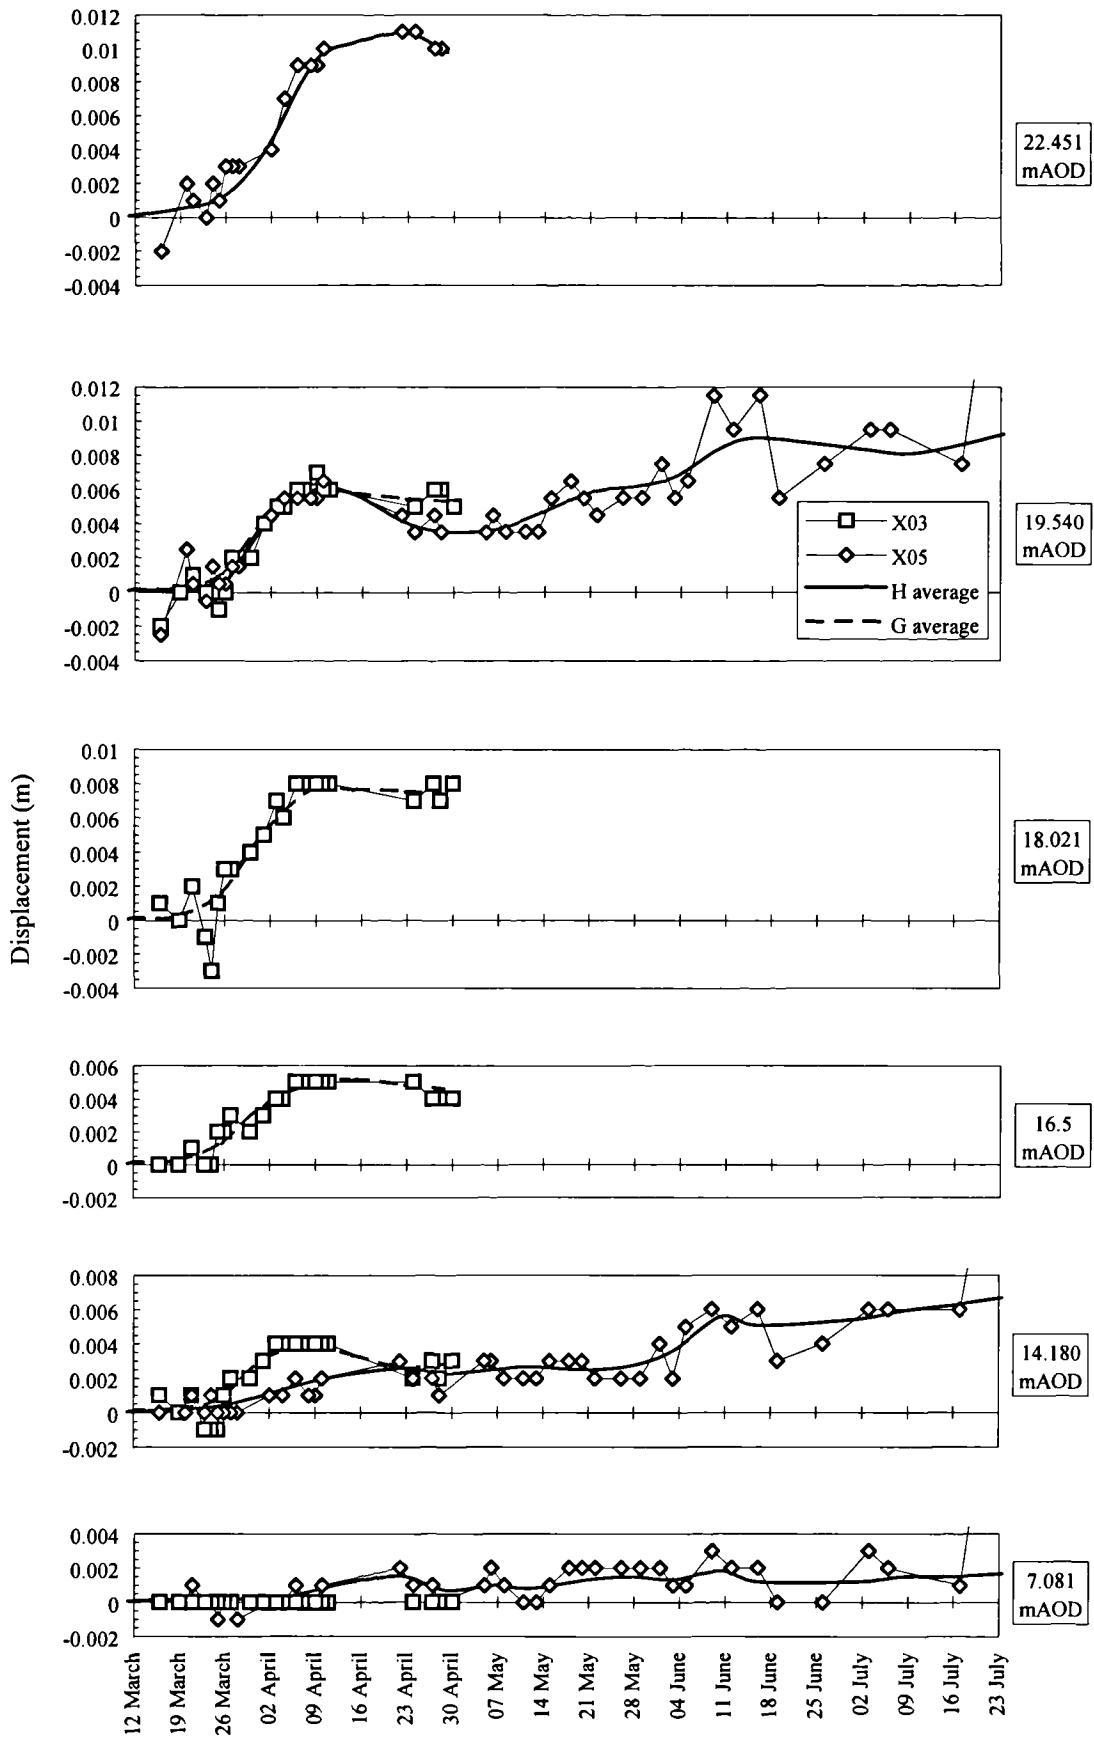 0.012
0.01
0.008
0.006
0.004
0.002
0
-0.002
-0.004
22.451
mAOD
0.012
0.01
0.008
0.006
0.004
0.002
0
-0.002
-0.004
X03
X05
H average
G average
19.540
mAOD
Displacement (m)
0.01
0.008
0.006
0.004
0.002
0
-0.002
-0.004
18.021
mAOD
0.006
0.004
0.002
0
-0.002
16.5
mAOD
0.008
0.006
0.004
0.002
0
-0.002
14.180
mAOD
0.004
0.002
0
-0.002
7.081
mAOD
12 March
19 March
26 March
02 April
09 April
16 April
23 April
30 April
07 May
14 May
21 May
28 May
04 June
11 June
18 June
25 June
02 July
09 July
16 July
23 July